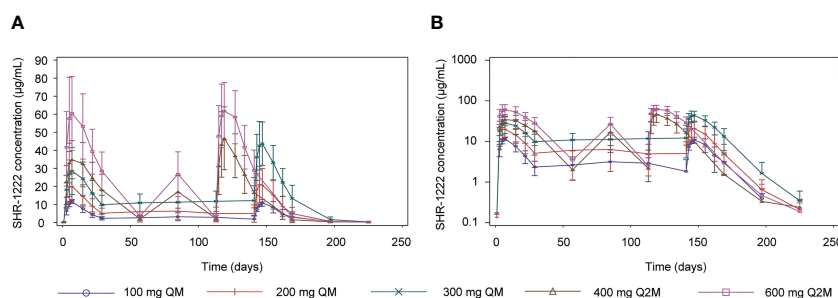 A
B
SHR-1222 concentration (µg/mL)
90
80
70
60
50
40
30
20
10
0
0 50 100 150 200 250
Time (days)
SHR-1222 concentration (µg/mL)
1000
100
10
1
0.1
0 50 100 150 200 250
Time (days)
100 mg QM 200 mg QM 300 mg QM 400 mg Q2M 600 mg Q2M